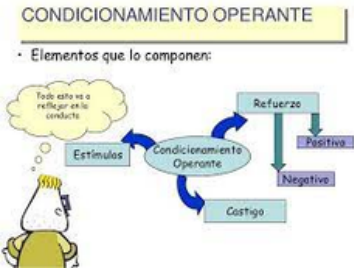 CONDICIONAMIENTO OPERANTE
• Elementos que lo componen:
Todo esto va a
reflejar en la
conducta
Refuerzo
Positivo
Negativo
Estímulos
Condicionamiento
Operante
Castigo